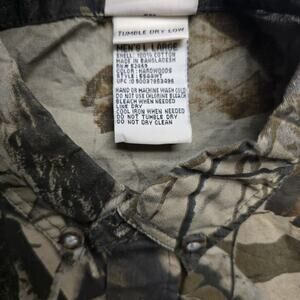 TUMBLE DRY LOW
MEN'S L LARGE
SHELL: 100% COTTON
MADE IN BANGLADESH
COLOR: HARDWOODS
HAND OR MACHINE WASH COLD
DO NOT USE CHLORINE BLEACH
BLEACH WHEN NEEDED
LINE DRY
COOL IRON WHEN NEEDED
DO NOT TUMBLE DRY
DO NOT DRY CLEAN